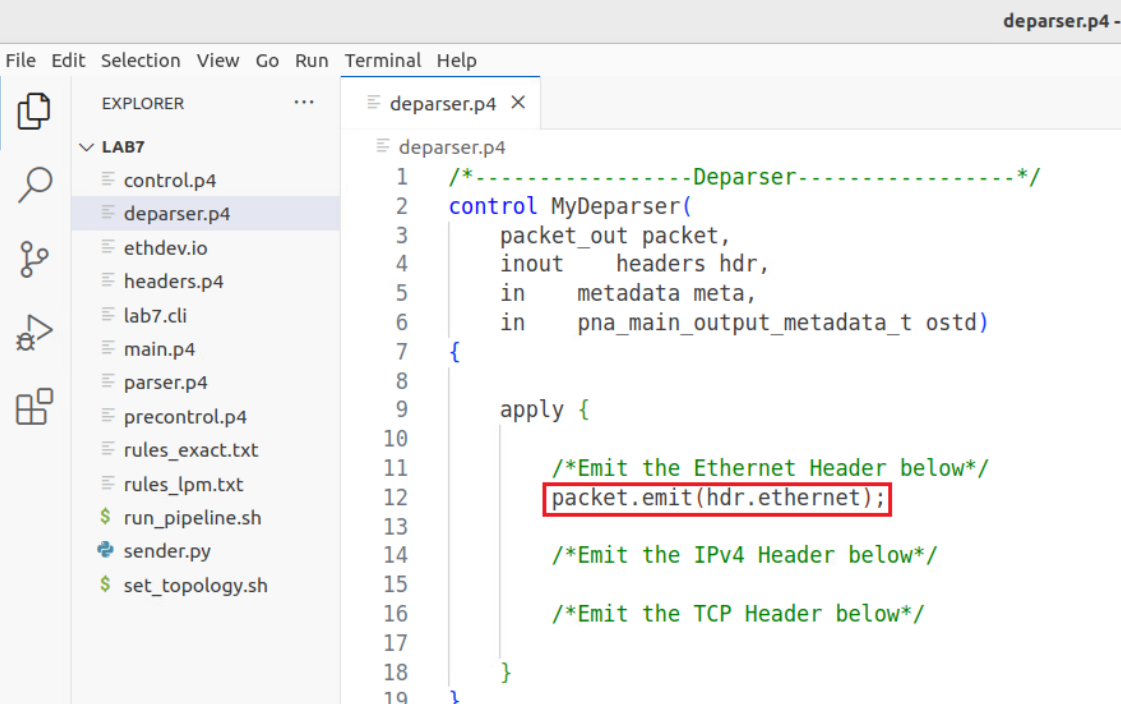 deparser.p4 -
File Edit Selection View Go Run Terminal Help
EXPLORER ···
LAB7
control.p4
deparser.p4
ethdev.io
headers.p4
lab7.cli
main.p4
parser.p4
precontrol.p4
rules_exact.txt
rules_lpm.txt
$ run_pipeline.sh
sender.py
$ set_topology.sh
deparser.p4 ×
deparser.p4
1 /*-----------------Deparser-----------------*/
2 control MyDeparser(
3 packet_out packet,
4 inout    headers hdr,
5 in    metadata meta,
6 in    pna_main_output_metadata_t ostd)
7 {
8
9 apply {
10
11 /*Emit the Ethernet Header below*/
12 packet.emit(hdr.ethernet);
13
14 /*Emit the IPv4 Header below*/
15
16 /*Emit the TCP Header below*/
17
18 }
19 }